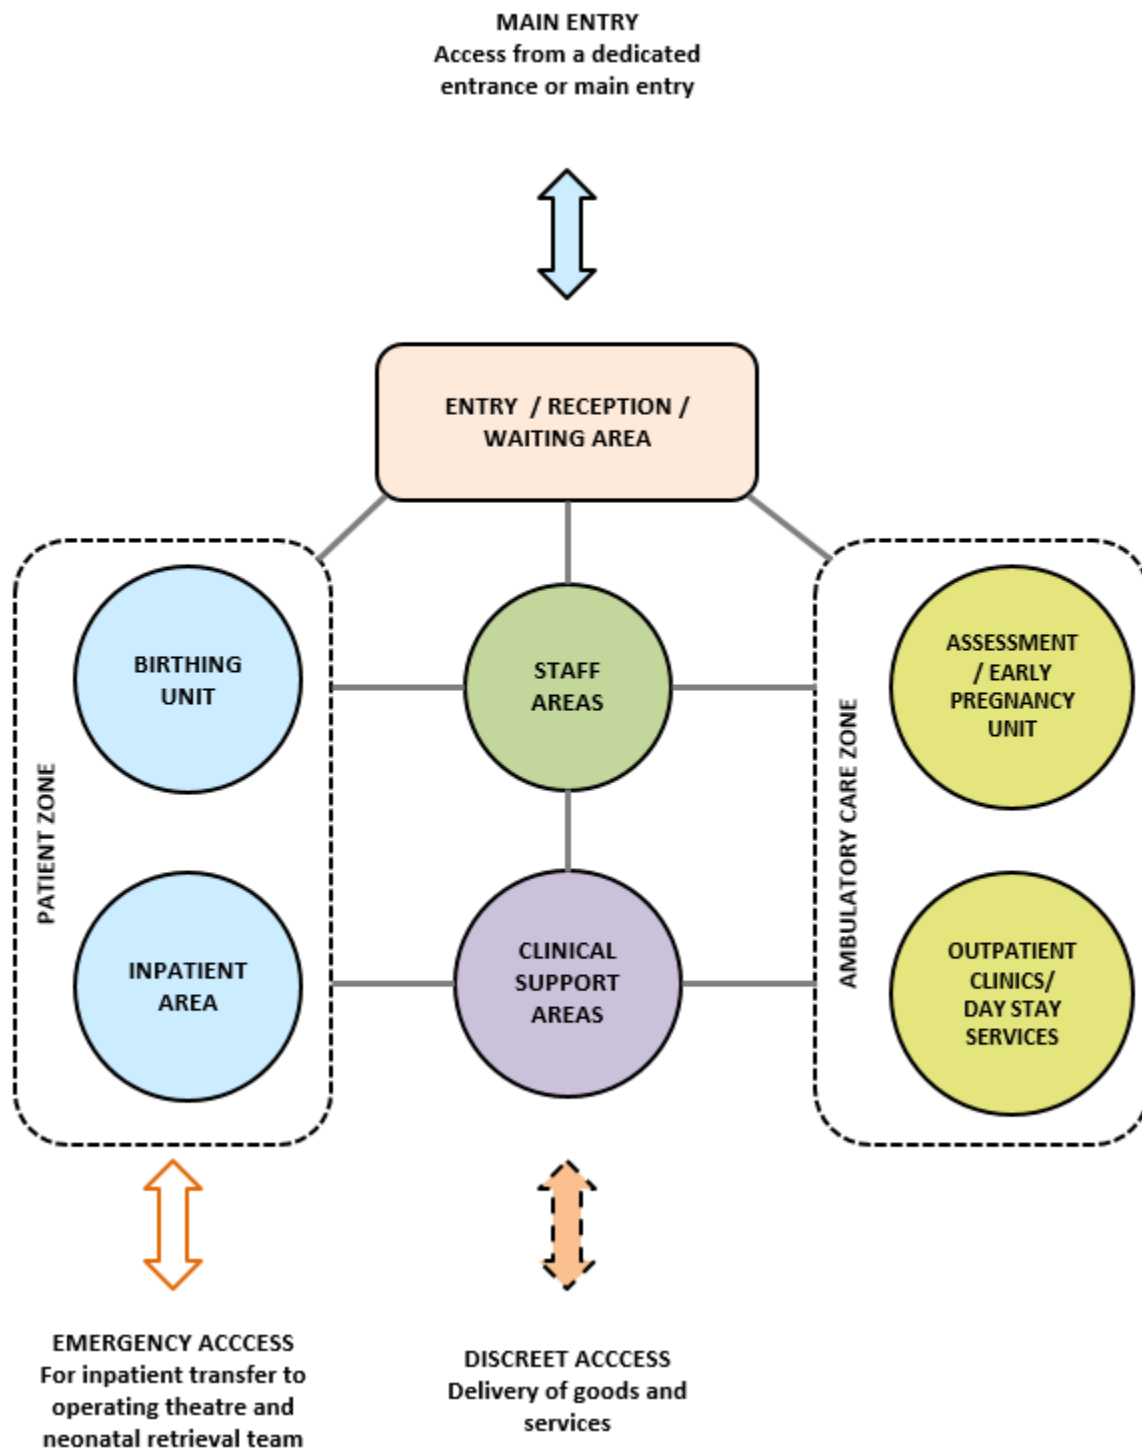 MAIN ENTRY
Access from a dedicated
entrance or main entry
ENTRY / RECEPTION /
WAITING AREA
PATIENT ZONE
BIRTHING
UNIT
INPATIENT
AREA
STAFF
AREAS
CLINICAL
SUPPORT
AREAS
AMBULATORY CARE ZONE
ASSESSMENT
/ EARLY
PREGNANCY
UNIT
OUTPATIENT
CLINICS/
DAY STAY
SERVICES
EMERGENCY ACCCESS
For inpatient transfer to
operating theatre and
neonatal retrieval team
DISCREET ACCCESS
Delivery of goods and
services